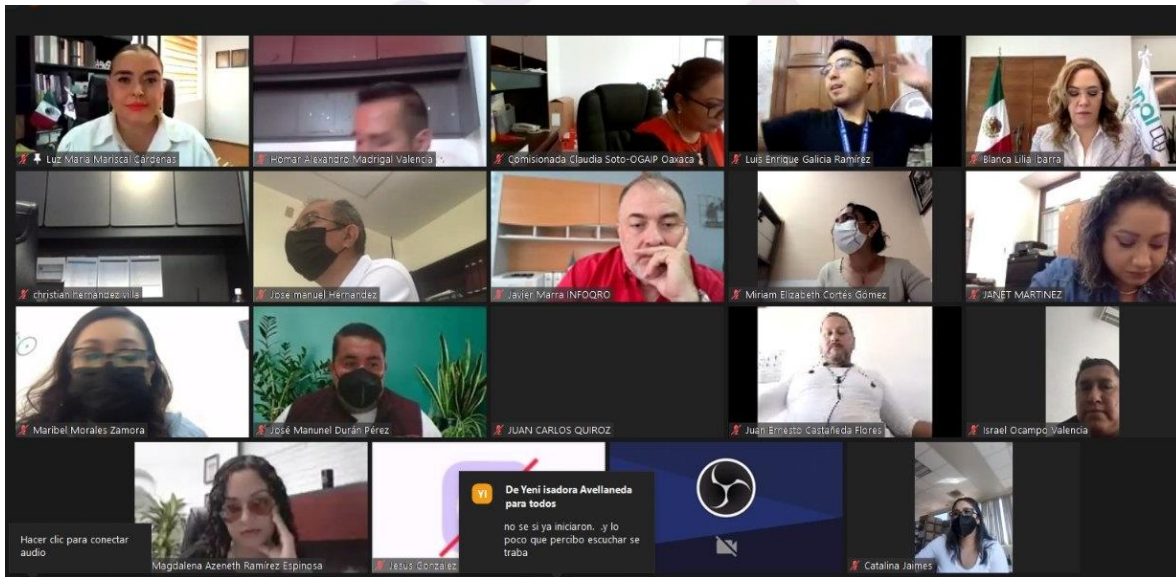 Luz María Mariscal Cárdenas
Homar Alexandro Madrigal Valencia
Comisionada Claudia Soto-OGAIP Oaxaca
Luis Enrique Galicia Ramírez
Blanca Lilia Ibarra
christian hernandez vila
Jose manuel Hernandez
Javier Marra INFOQRO
Miriam Elizabeth Cortés Gómez
JANET MARTINEZ
Maribel Morales Zamora
José Manunel Durán Pérez
JUAN CARLOS QUIROZ
Juan Ernesto Castañeda Flores
Israel Ocampo Valencia
Hacer clic para conectar
audio
Magdalena Azeneth Ramírez Espinosa
Jesus Gonzalez
YI
De Yeni isadora Avellaneda
para todos
no se si ya iniciaron. .y lo
poco que percibo escuchar se
traba
Catalina Jaimes